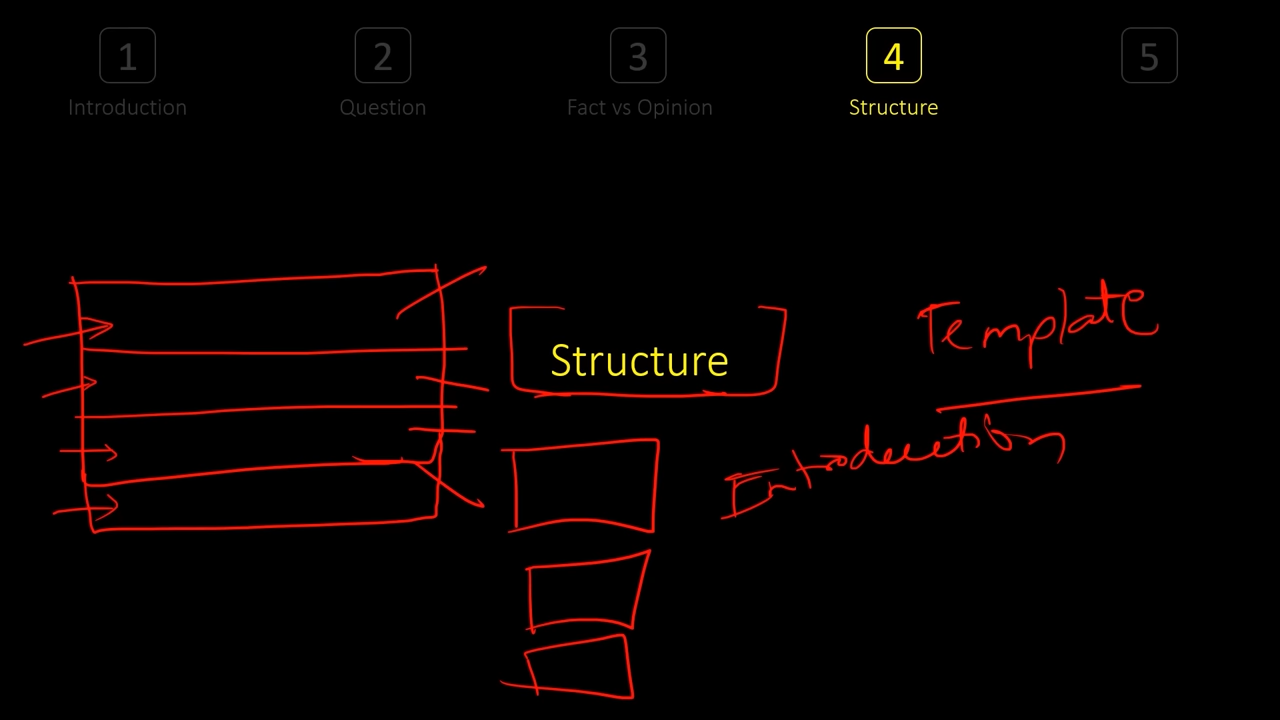 1 2 3 4 5
Introduction Question Fact vs Opinion Structure
Structure
Template
Introduction